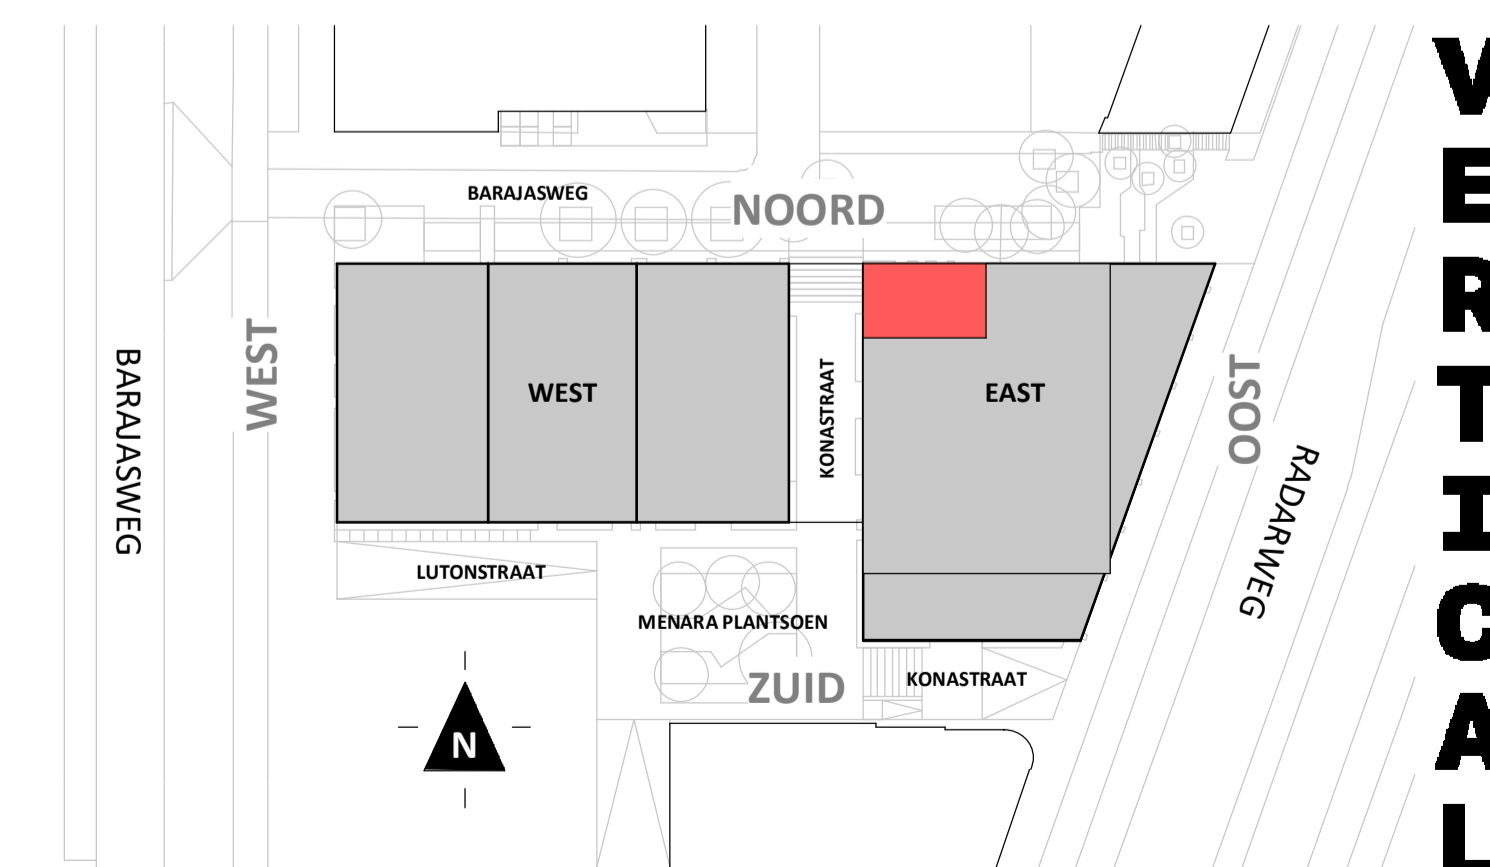 BARAJASWEG
NOORD
WEST
BARAJASWEG
WEST
KONASTRAAT
EAST
OOST
RADARWEG
LUTONSTRAAT
MENARA PLANTSOEN
ZUID
KONASTRAAT
N
VERTICAL